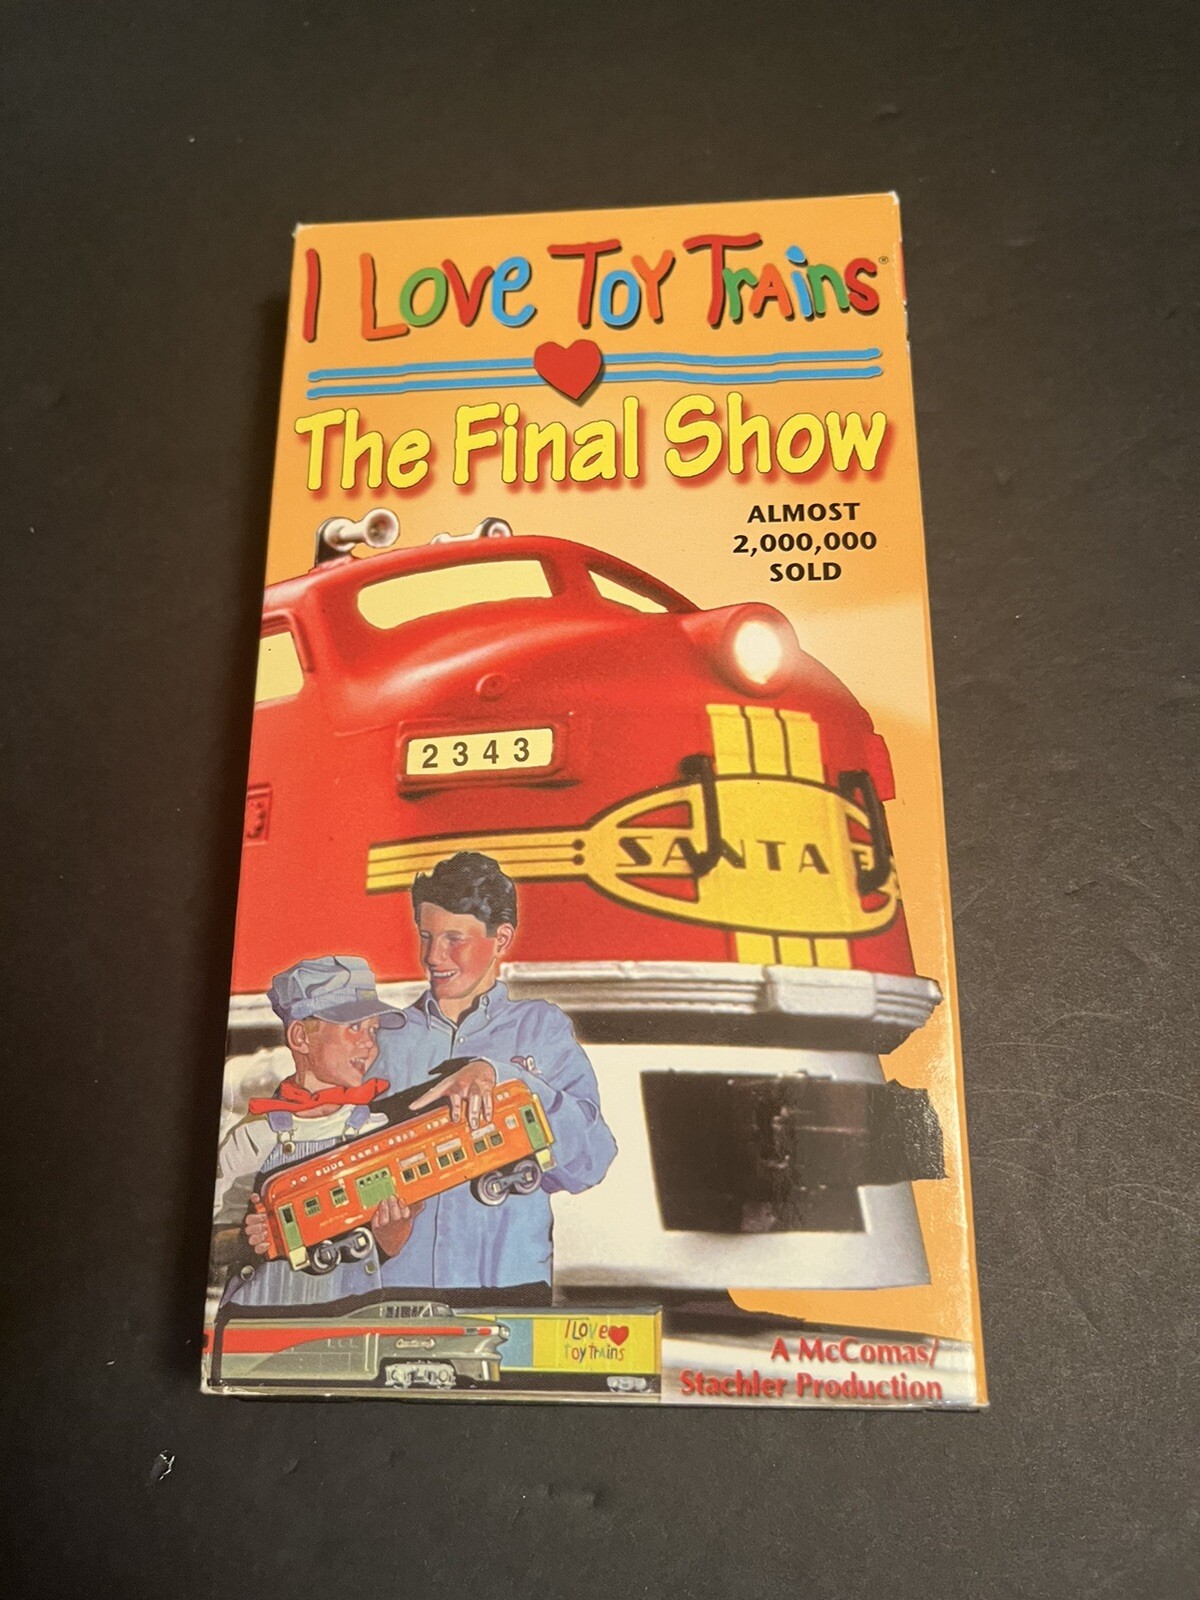 I Love Toy Trains®
The Final Show
ALMOST
2,000,000
SOLD
2343
SANTA FE
I Love
toy trains
A McComas/
Stachler Production